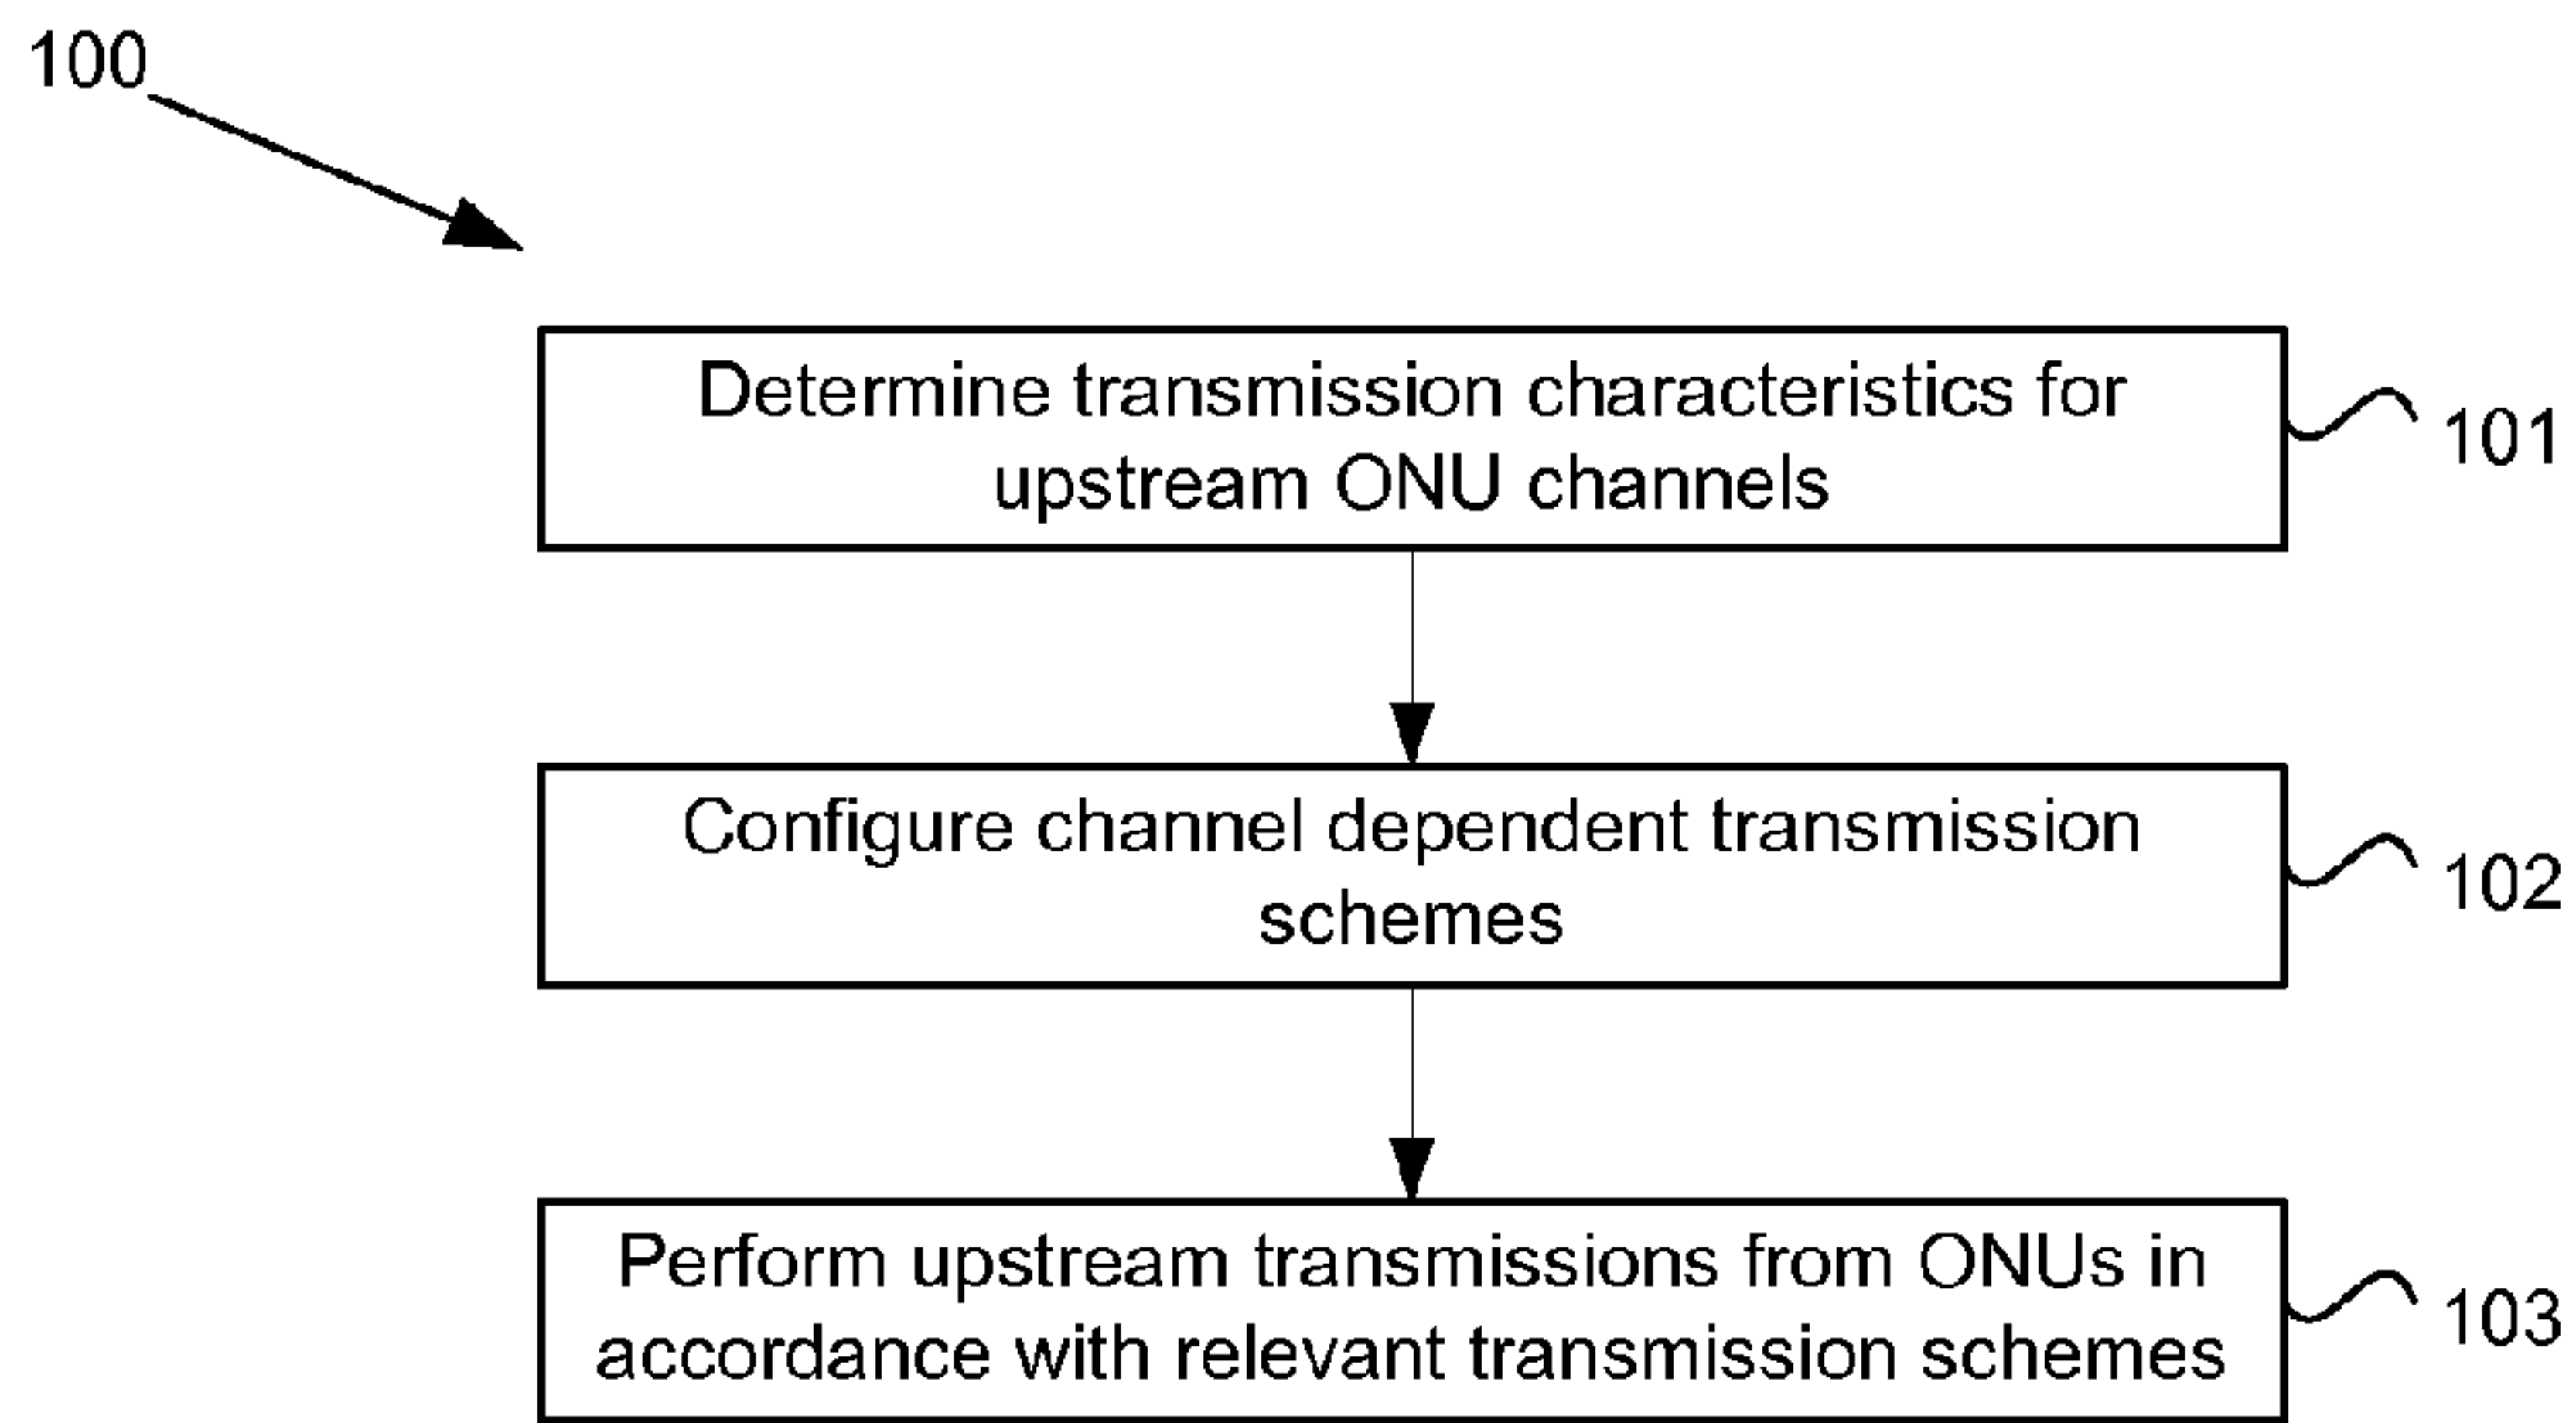 100
Determine transmission characteristics for
upstream ONU channels
101
Configure channel dependent transmission
schemes
102
Perform upstream transmissions from ONUs in
accordance with relevant transmission schemes
103